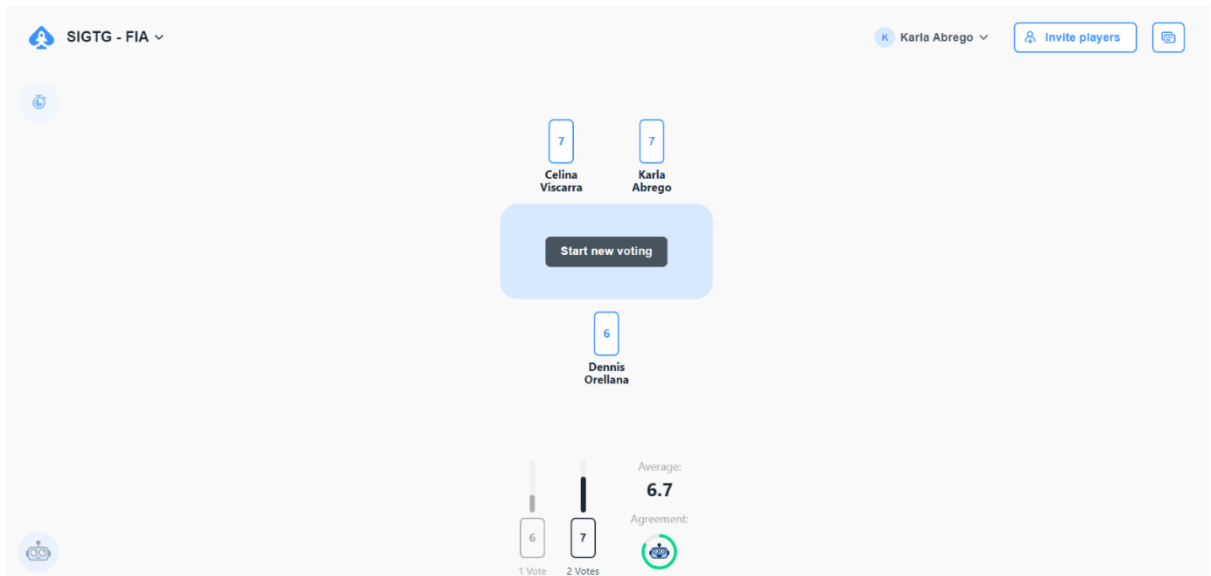 SIGTG - FIA
K Karla Abrego
Invite players
7
7
Celina
Viscarra
Karla
Abrego
Start new voting
6
Dennis
Orellana
Average:
6.7
Agreement:
6
7
1 Vote
2 Votes